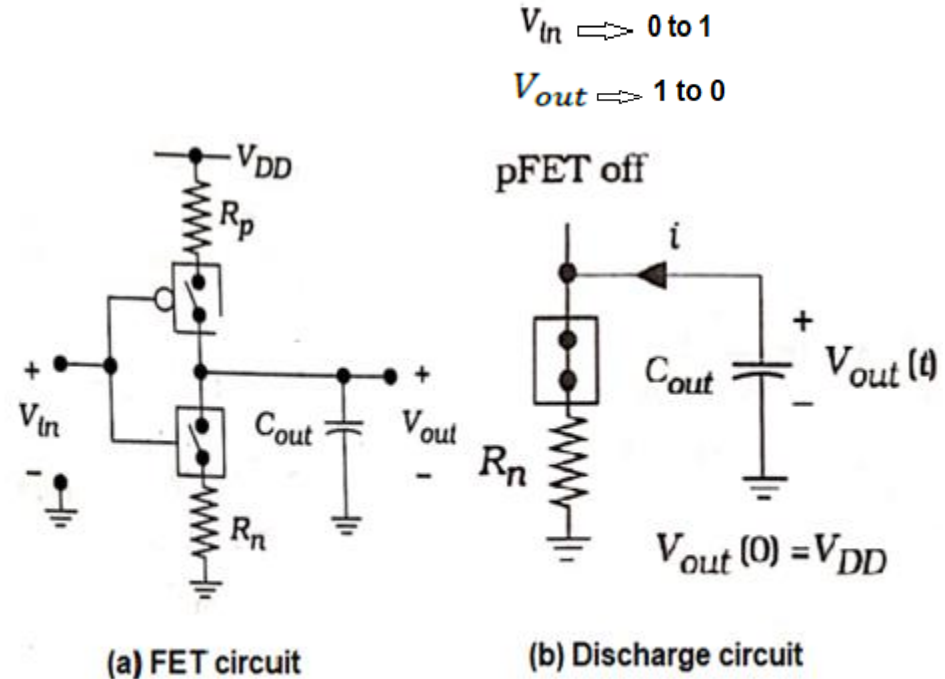 V_in ⇒ 0 to 1
V_out ⇒ 1 to 0
V_DD
R_p
+
V_in
-
C_out
+
V_out
-
R_n
(a) FET circuit
pFET off
i
R_n
C_out
+
V_out (t)
-
V_out (0) = V_DD
(b) Discharge circuit